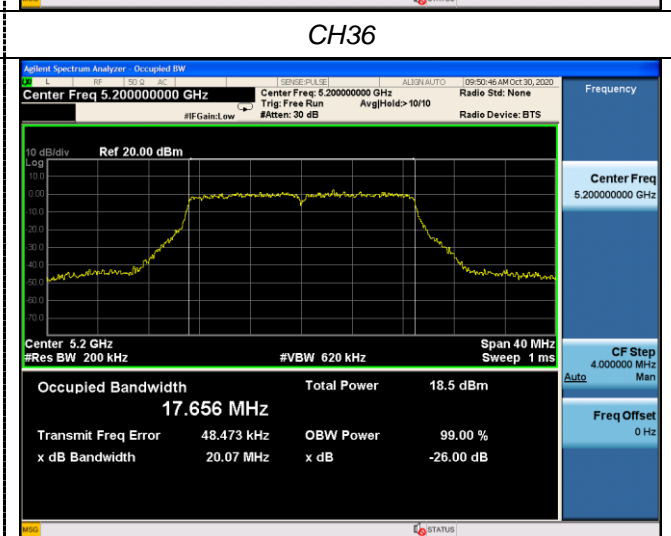 MSG STATUS
CH36
Agilent Spectrum Analyzer - Occupied BW
L RF 50 Ω AC SENSE:PULSE ALIGN AUTO 09:50:46 AM Oct 30, 2020
Center Freq 5.200000000 GHz
Center Freq: 5.200000000 GHz Radio Std: None
Trig: Free Run Avg|Hold:> 10/10
#IFGain:Low #Atten: 30 dB Radio Device: BTS
Frequency
10 dB/div Ref 20.00 dBm
Log
10.0
0.00
-10.0
-20.0
-30.0
-40.0
-50.0
-60.0
-70.0
Center 5.2 GHz Span 40 MHz
#Res BW 200 kHz #VBW 620 kHz Sweep 1 ms
Center Freq
5.200000000 GHz
CF Step
4.000000 MHz
Auto Man
Freq Offset
0 Hz
Occupied Bandwidth Total Power 18.5 dBm
17.656 MHz
Transmit Freq Error 48.473 kHz OBW Power 99.00 %
x dB Bandwidth 20.07 MHz x dB -26.00 dB
MSG STATUS